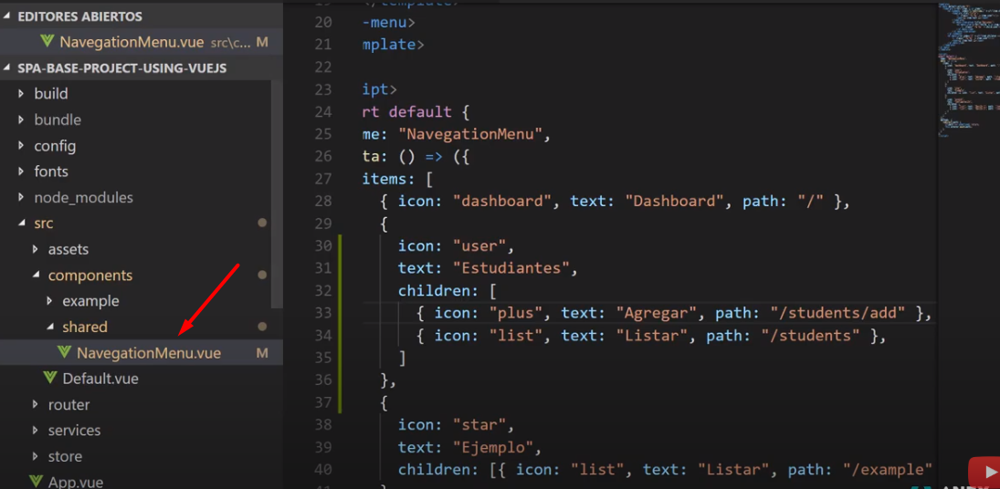 EDITORES ABIERTOS
NavegationMenu.vue src\c... M
SPA-BASE-PROJECT-USING-VUEJS
build
bundle
config
fonts
node_modules
src
assets
components
example
shared
NavegationMenu.vue M
Default.vue
router
services
store
App.vue
20 -menu>
21 mplate>
22
23 ipt>
24 rt default {
25 me: "NavegationMenu",
26 ta: () => ({
27 items: [
28 { icon: "dashboard", text: "Dashboard", path: "/" },
29 {
30 icon: "user",
31 text: "Estudiantes",
32 children: [
33 { icon: "plus", text: "Agregar", path: "/students/add" },
34 { icon: "list", text: "Listar", path: "/students" },
35 ]
36 },
37 {
38 icon: "star",
39 text: "Ejemplo",
40 children: [{ icon: "list", text: "Listar", path: "/example"